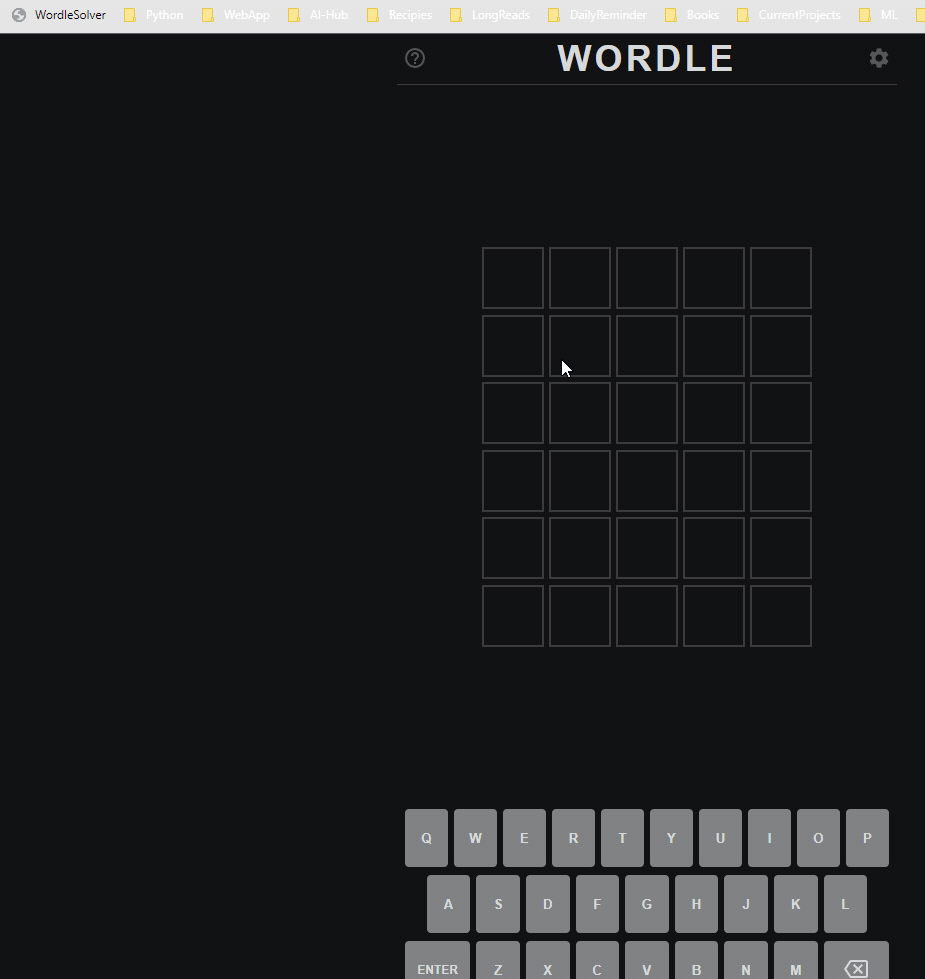 WordleSolver Python WebApp AI-Hub Recipies LongReads DailyReminder Books CurrentProjects ML
WORDLE
Q W E R T Y U I O P
A S D F G H J K L
ENTER Z X C V B N M